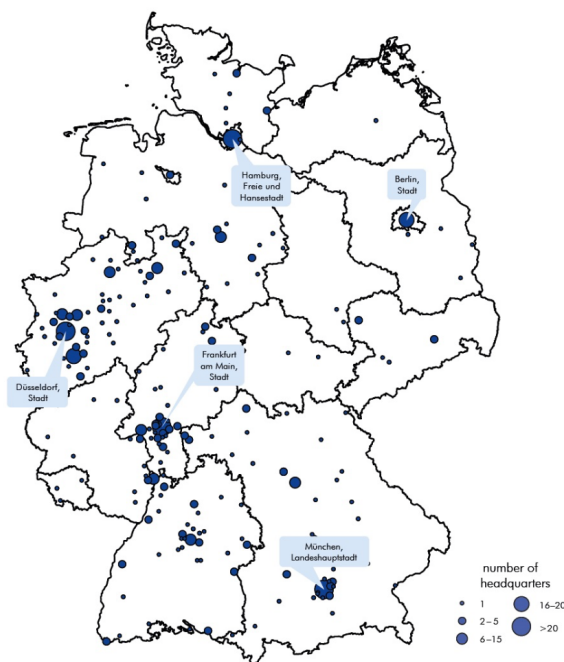 Hamburg,
Freie und
Hansestadt
Berlin,
Stadt
Frankfurt
am Main,
Stadt
Düsseldorf,
Stadt
München,
Landeshauptstadt
number of
headquarters
1
2–5
6–15
16–20
>20